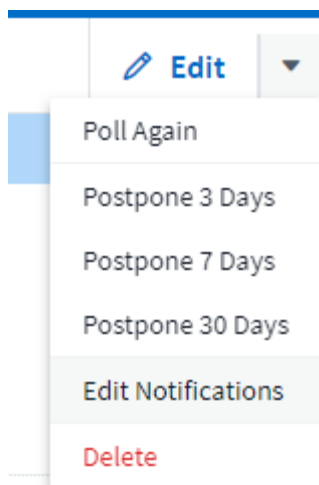 Edit
Poll Again
Postpone 3 Days
Postpone 7 Days
Postpone 30 Days
Edit Notifications
Delete